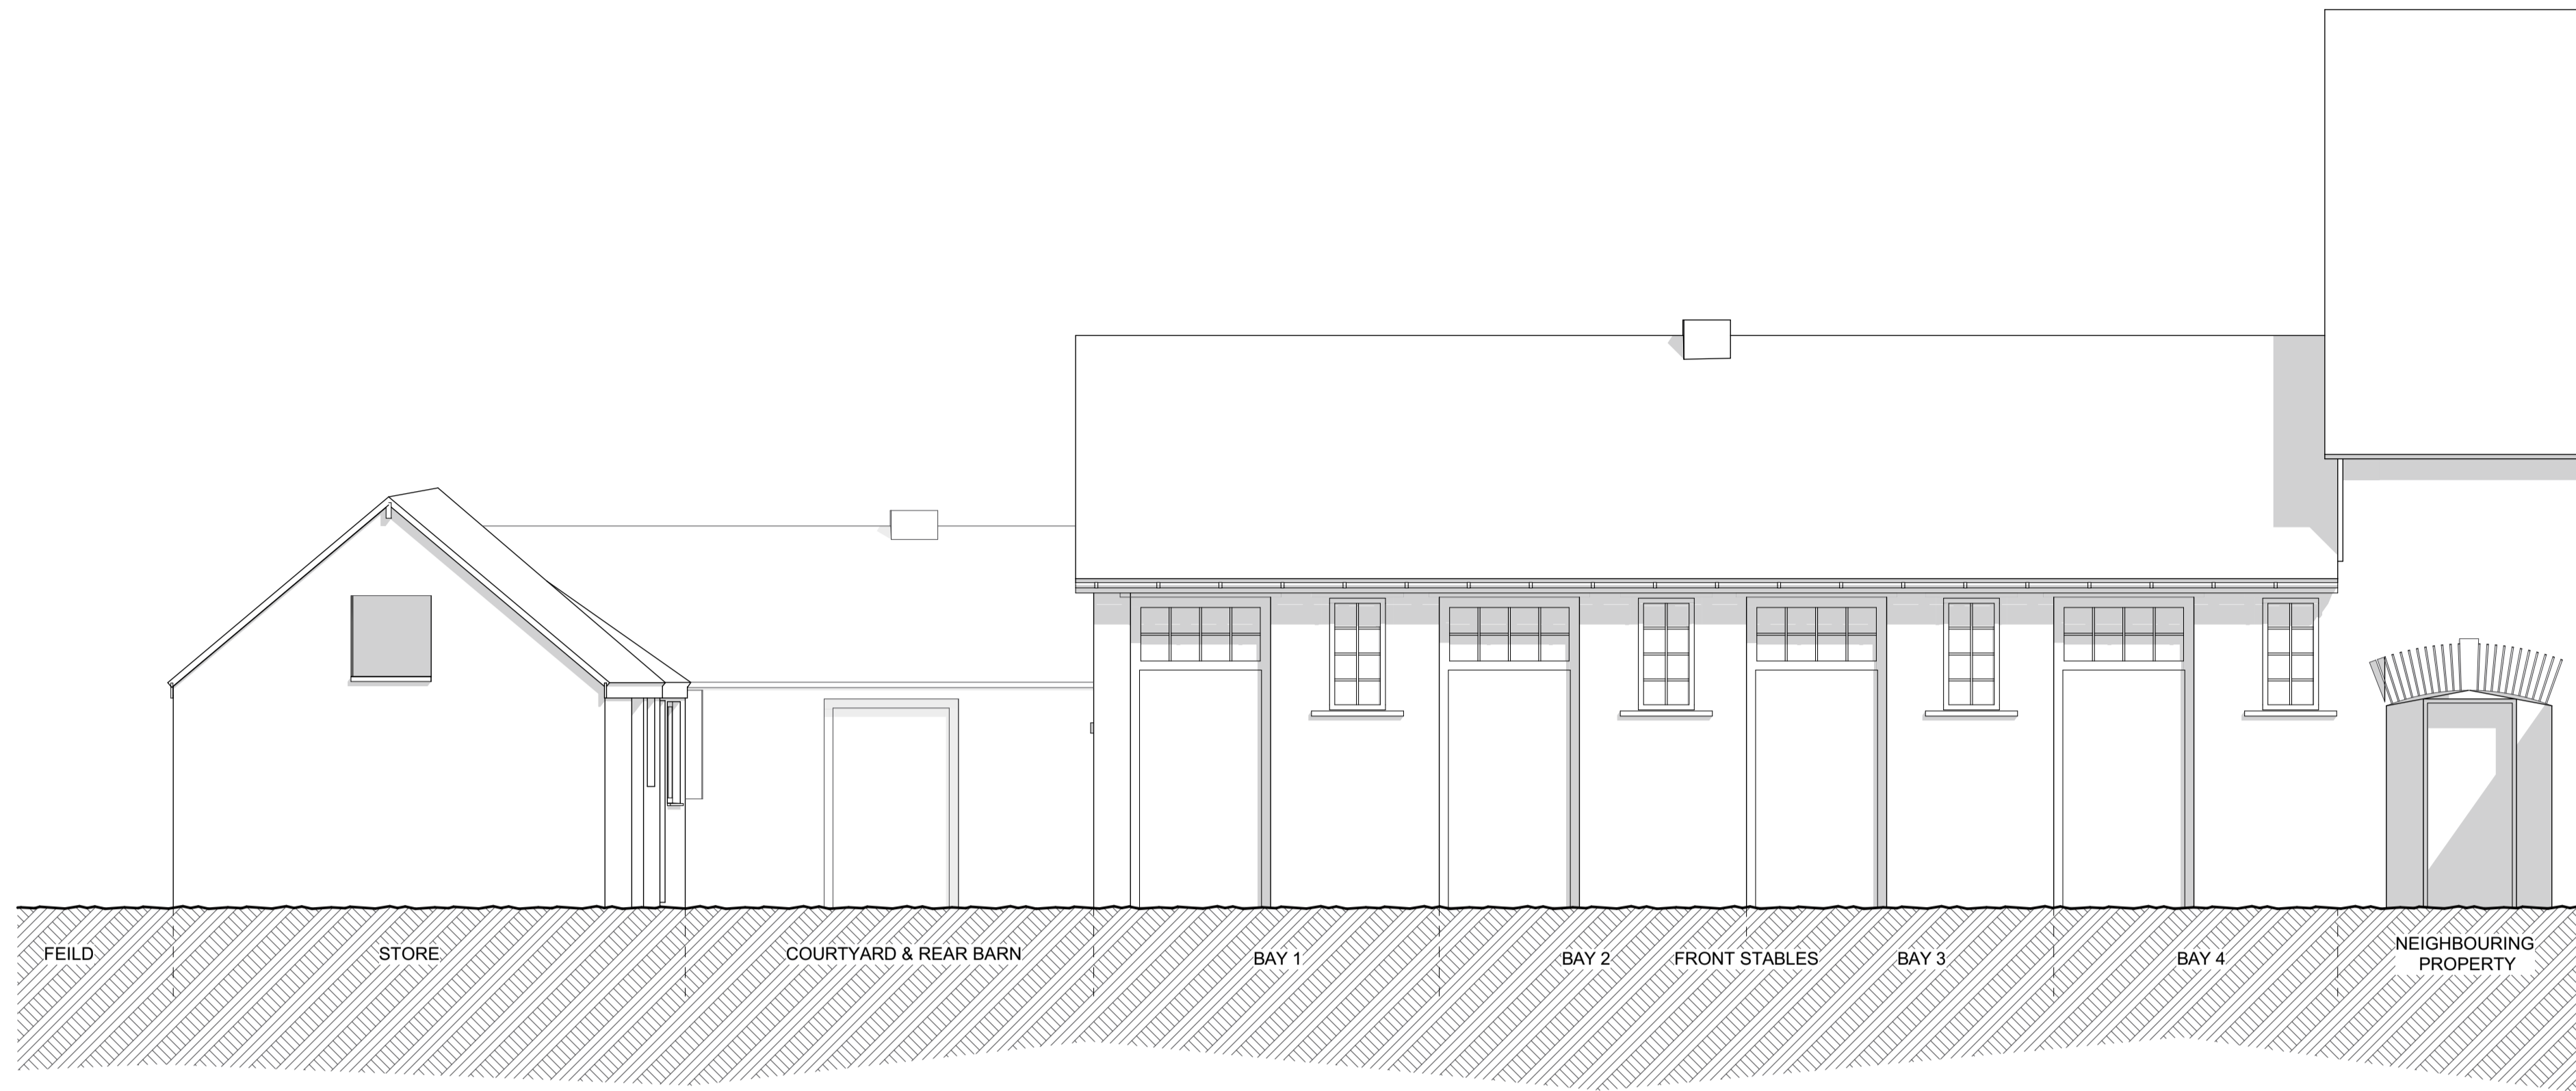 FEILD
STORE
COURTYARD & REAR BARN
BAY 1
BAY 2
FRONT STABLES
BAY 3
BAY 4
NEIGHBOURING
PROPERTY